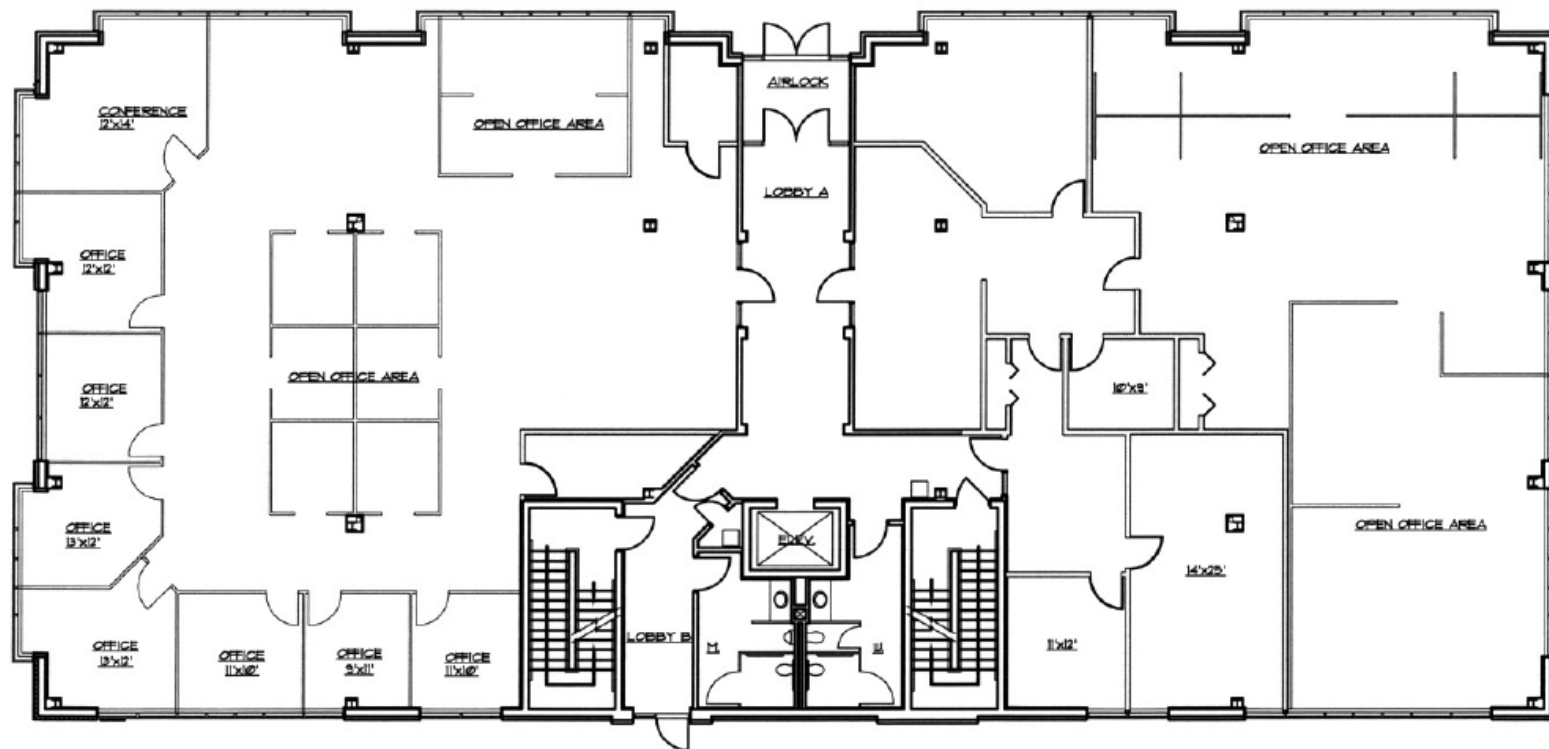 AIRLOCK
CONFERENCE
12'x14'
OPEN OFFICE AREA
OPEN OFFICE AREA
LOBBY A
OFFICE
12'x12'
OPEN OFFICE AREA
OFFICE
12'x12'
10'x9'
OFFICE
13'x12'
OPEN OFFICE AREA
ELEV.
14'x25'
OFFICE
13'x12'
OFFICE
11'x10'
OFFICE
9'x11'
OFFICE
11'x10'
LOBBY B
M
11'x12'